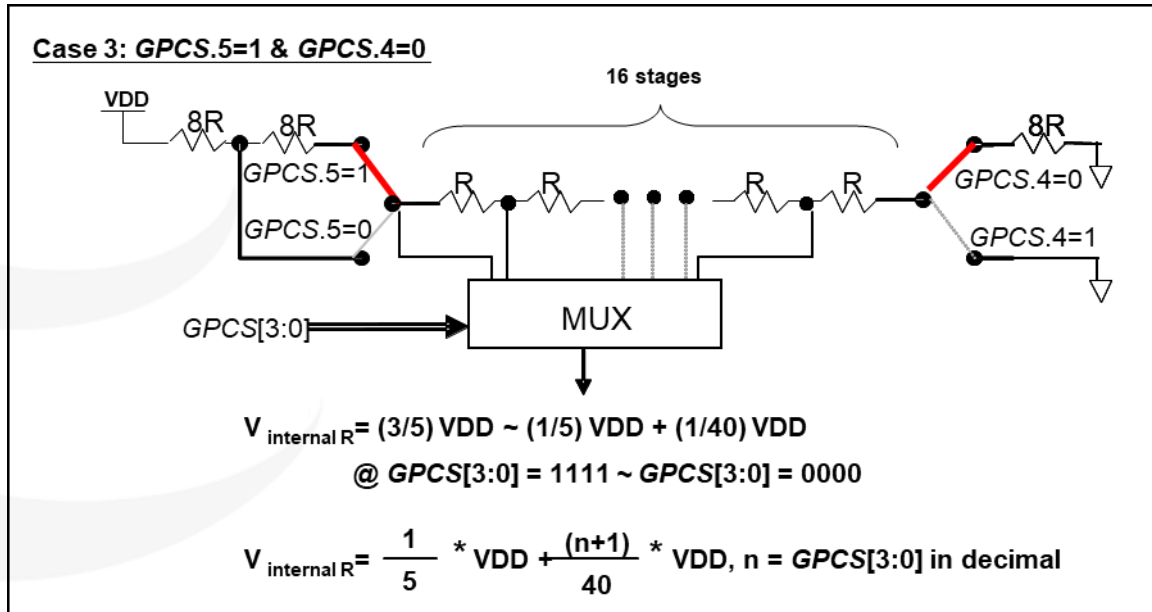 Case 3: GPCS.5=1 & GPCS.4=0
16 stages
VDD
8R 8R
8R
GPCS.5=1
GPCS.4=0
R R R R
GPCS.5=0
GPCS.4=1
MUX
GPCS[3:0]
V internal R= (3/5) VDD ~ (1/5) VDD + (1/40) VDD
@ GPCS[3:0] = 1111 ~ GPCS[3:0] = 0000
V internal R= 1/5 * VDD + (n+1)/40 * VDD, n = GPCS[3:0] in decimal